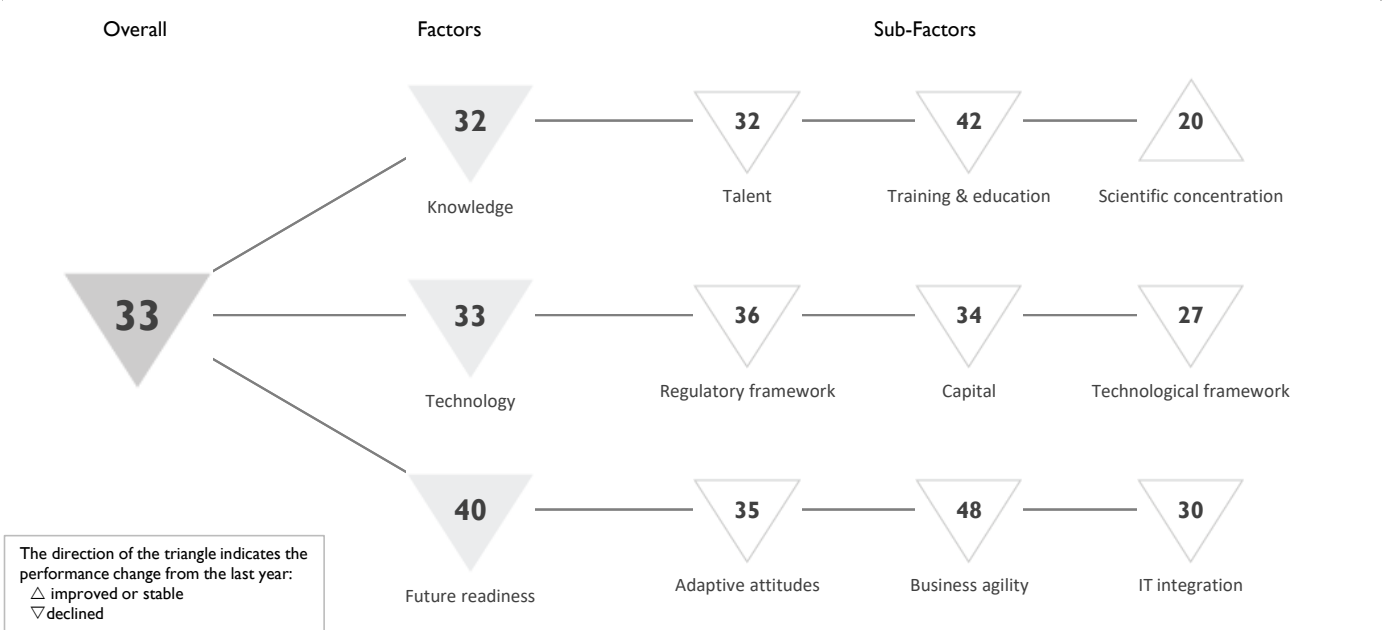 Overall
Factors
Sub-Factors
32
32
42
20
Knowledge
Talent
Training & education
Scientific concentration
33
33
36
34
27
Technology
Regulatory framework
Capital
Technological framework
40
35
48
30
Future readiness
Adaptive attitudes
Business agility
IT integration
The direction of the triangle indicates the
performance change from the last year:
△ improved or stable
▽ declined